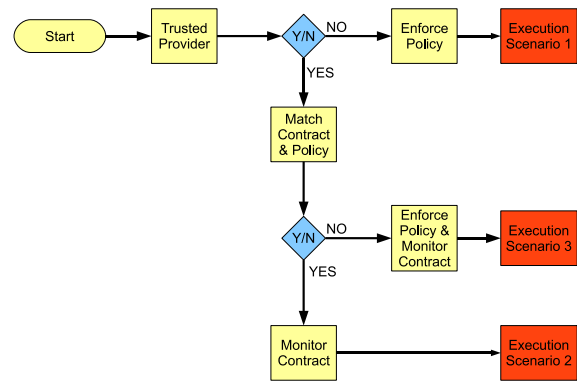 Start
Trusted
Provider
Y/N
NO
Enforce
Policy
Execution
Scenario 1
YES
Match
Contract
& Policy
Y/N
NO
Enforce
Policy &
Monitor
Contract
Execution
Scenario 3
YES
Monitor
Contract
Execution
Scenario 2